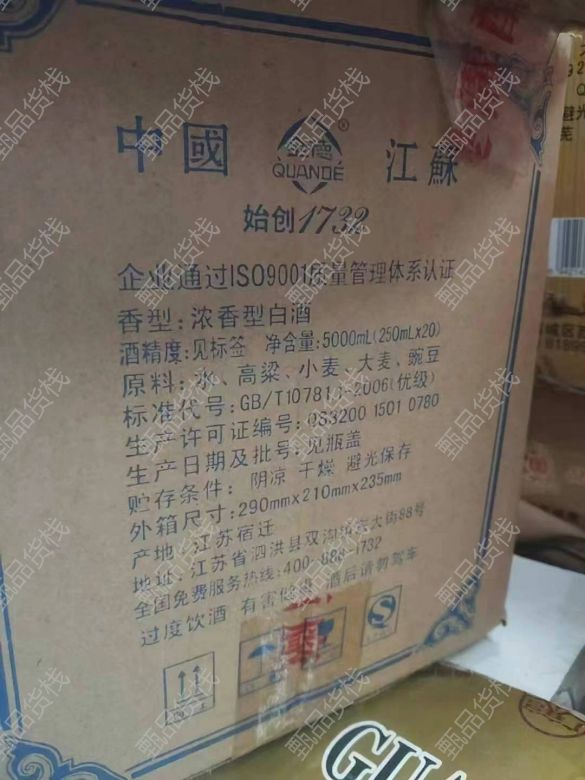 中國 全德® 江蘇
QUANDE
始创1732
企业通过ISO9001质量管理体系认证
香型：浓香型白酒
酒精度：见标签 净含量：5000mL(250mL×20)
原料：水、高粱、小麦、大麦、豌豆
标准代号：GB/T10781.1-2006(优级)
生产许可证编号：QS3200 1501 0780
生产日期及批号：见瓶盖
贮存条件： 阴凉 干燥 避光保存
外箱尺寸：290mm×210mm×235mm
产地：江苏宿迁
地址：江苏省泗洪县双沟镇 大街88号
全国免费服务热线：400-888-1732
过度饮酒 有害健康 酒后请勿驾车
甄品货栈